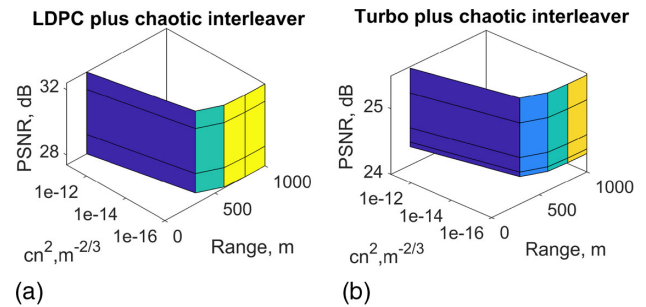 LDPC plus chaotic interleaver
Turbo plus chaotic interleaver
PSNR, dB
32
28
1e-12
1e-14
1e-16
cn²,m⁻²/³
0
500
1000
Range, m
(a)
PSNR, dB
25
24
1e-12
1e-14
1e-16
cn²,m⁻²/³
0
500
1000
Range, m
(b)